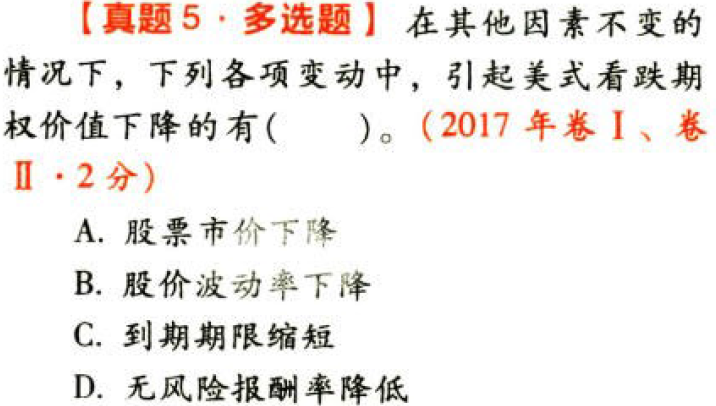 【真题5·多选题】在其他因素不变的
情况下，下列各项变动中，引起美式看跌期
权价值下降的有(　　)。(2017年卷Ⅰ、卷
Ⅱ·2分)
A. 股票市价下降
B. 股价波动率下降
C. 到期期限缩短
D. 无风险报酬率降低